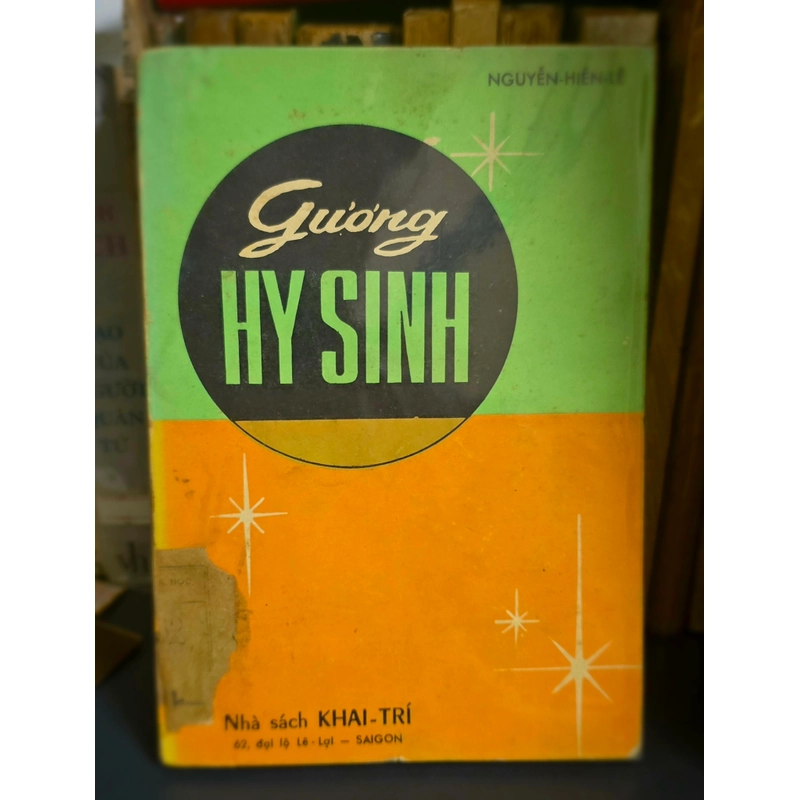 NGUYỄN-HIẾN-LÊ
Gương
HY SINH
Nhà sách KHAI-TRÍ
62, đại lộ Lê-Lợi — SAIGON